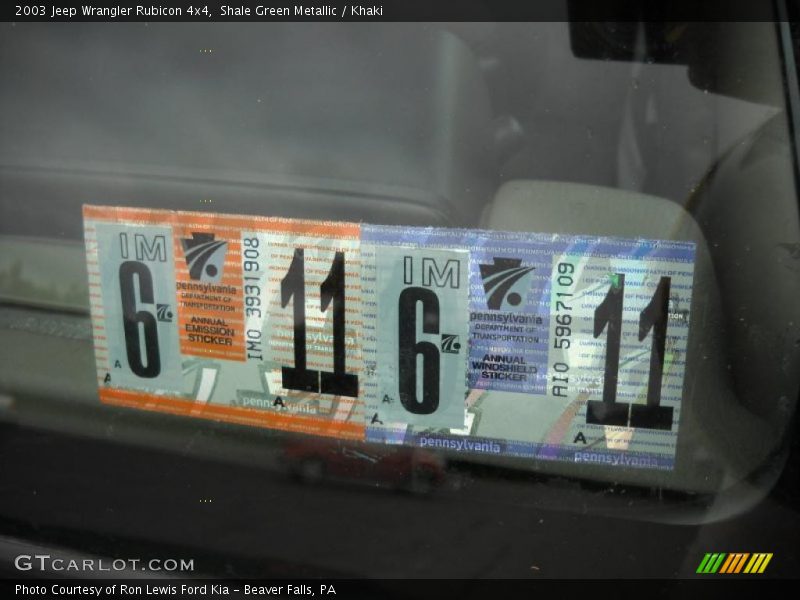 2003 Jeep Wrangler Rubicon 4x4,  Shale Green Metallic / Khaki
IM
6
A
A
pennsylvania
DEPARTMENT OF
TRANSPORTATION
ANNUAL
EMISSION
STICKER
IM0 3931908
11
A
pennsylvania
IM
6
A
A
pennsylvania
DEPARTMENT OF
TRANSPORTATION
ANNUAL
WINDSHIELD
STICKER
AI0 5967109
11
A
pennsylvania
pennsylvania
GTCARLOT.COM
Photo Courtesy of Ron Lewis Ford Kia - Beaver Falls, PA